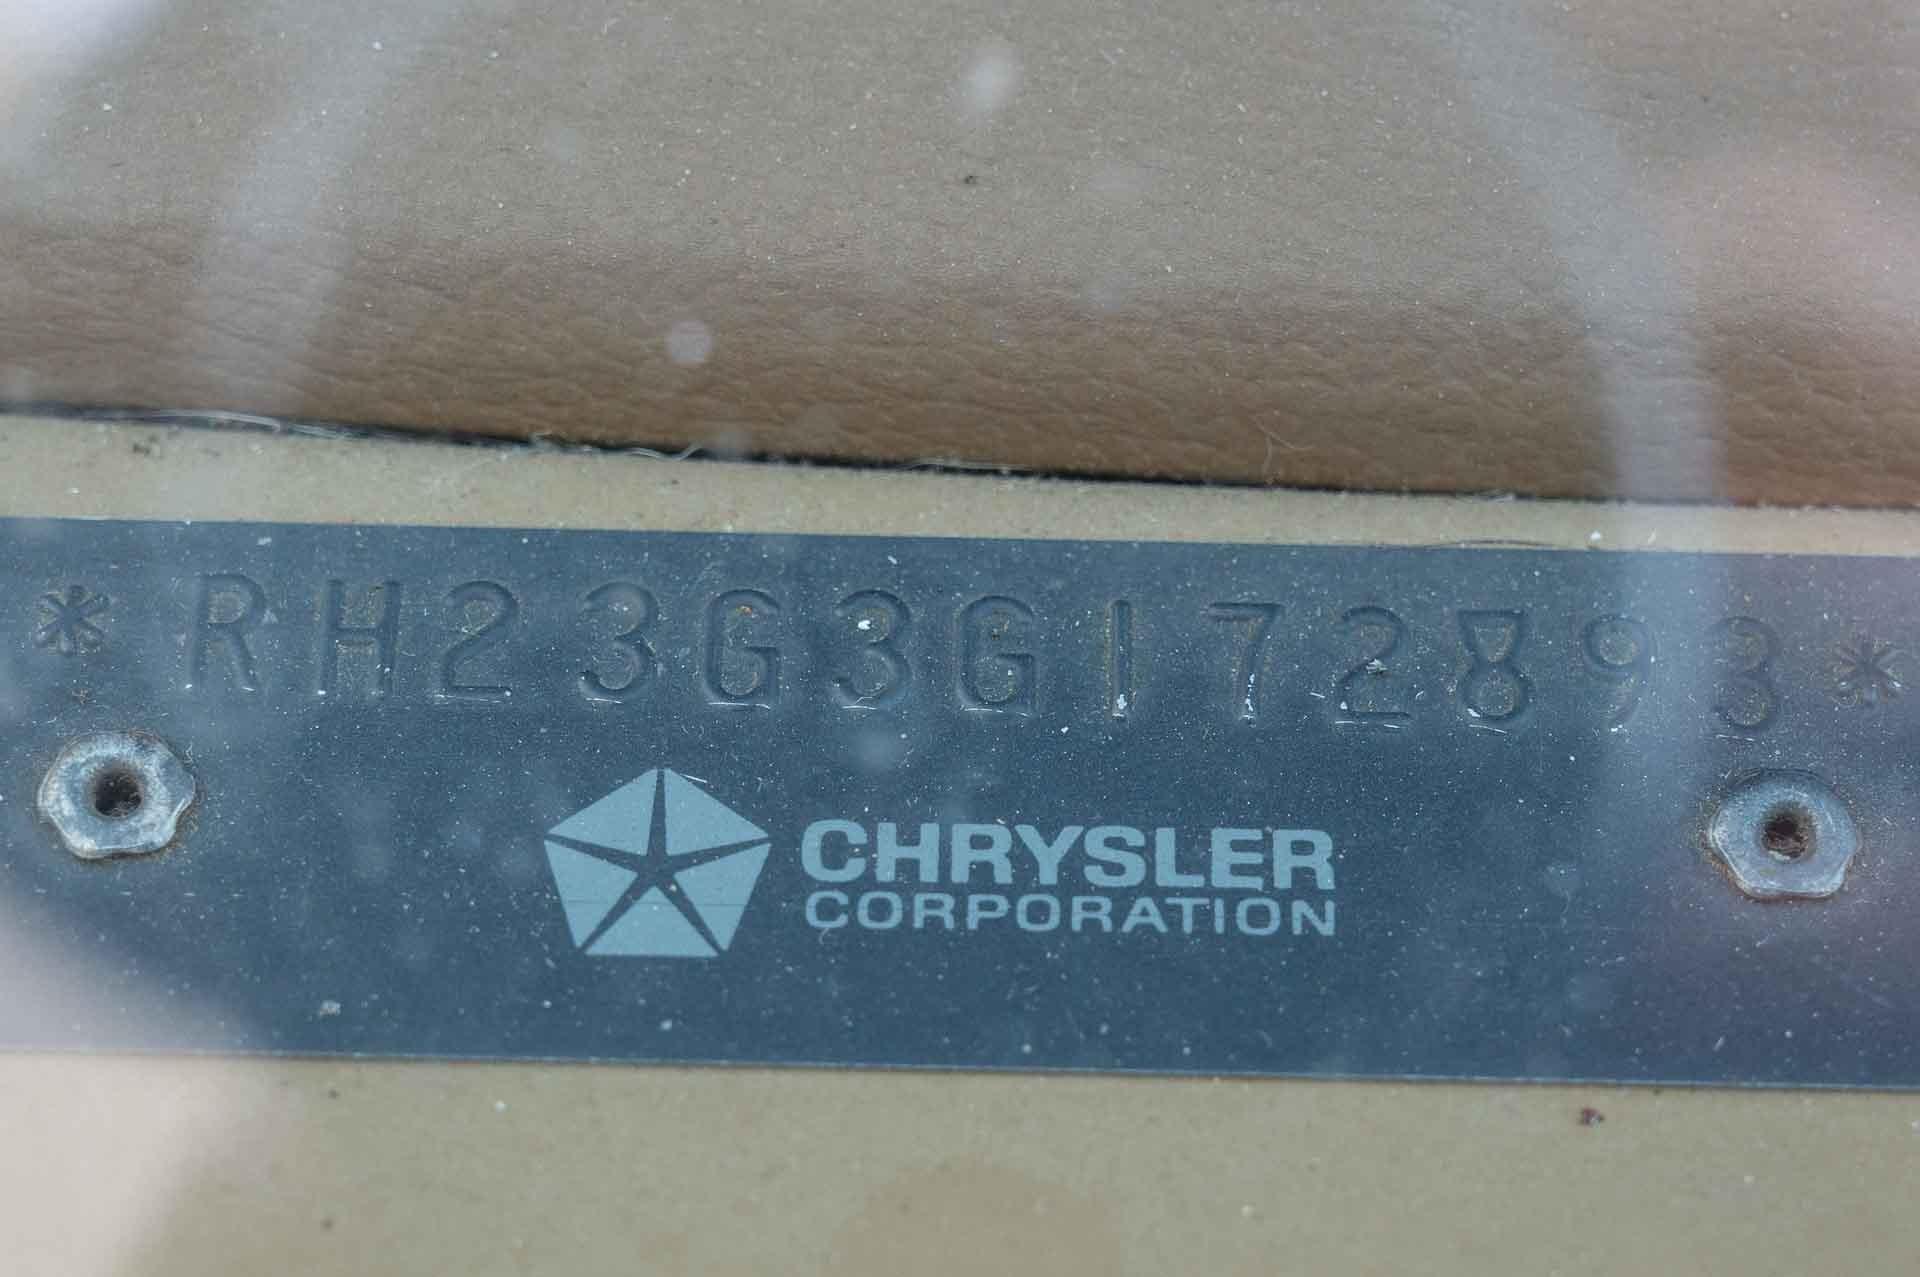 *RH23G3G172893*
CHRYSLER
CORPORATION